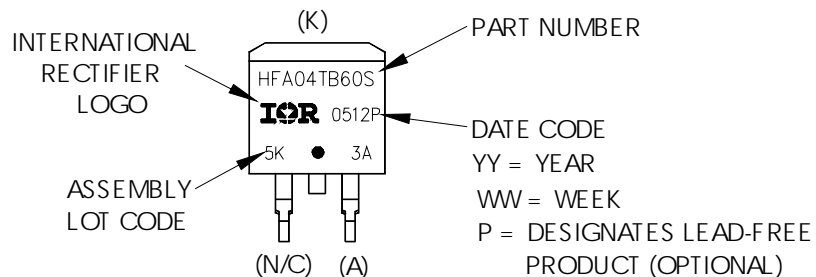 (K)
INTERNATIONAL
RECTIFIER
LOGO
PART NUMBER
HFA04TB60S
IOR 0512P
5K 3A
DATE CODE
YY = YEAR
WW = WEEK
P = DESIGNATES LEAD-FREE
PRODUCT (OPTIONAL)
ASSEMBLY
LOT CODE
(N/C) (A)